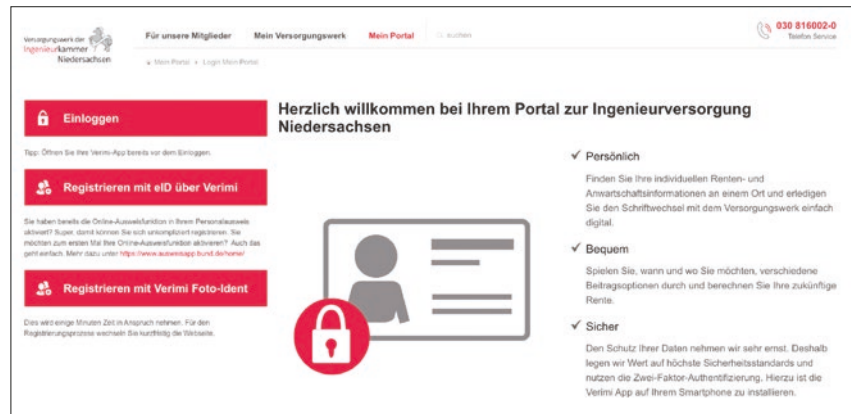 Versorgungswerk der
Ingenieurkammer
Niedersachsen
Für unsere Mitglieder Mein Versorgungswerk Mein Portal suchen
030 816002-0
Telefon Service
Mein Portal Login Mein Portal
Einloggen
Tipp: Öffnen Sie Ihre Verimi-App bereits vor dem Einloggen.
Registrieren mit eID über Verimi
Sie haben bereits die Online-Ausweisfunktion in Ihrem Personalausweis
aktiviert? Super, damit können Sie sich unkompliziert registrieren. Sie
möchten zum ersten Mal Ihre Online-Ausweisfunktion aktivieren? Auch das
geht einfach. Mehr dazu unter https://www.ausweisapp.bund.de/home/
Registrieren mit Verimi Foto-Ident
Dies wird einige Minuten Zeit in Anspruch nehmen. Für den
Registrierungsprozess wechseln Sie kurzfristig die Webseite.
Herzlich willkommen bei Ihrem Portal zur Ingenieurversorgung
Niedersachsen
Persönlich
Finden Sie Ihre individuellen Renten- und
Anwartschaftsinformationen an einem Ort und erledigen
Sie den Schriftwechsel mit dem Versorgungswerk einfach
digital.
Bequem
Spielen Sie, wann und wo Sie möchten, verschiedene
Beitragsoptionen durch und berechnen Sie Ihre zukünftige
Rente.
Sicher
Den Schutz Ihrer Daten nehmen wir sehr ernst. Deshalb
legen wir Wert auf höchste Sicherheitsstandards und
nutzen die Zwei-Faktor-Authentifizierung. Hierzu ist die
Verimi App auf Ihrem Smartphone zu installieren.